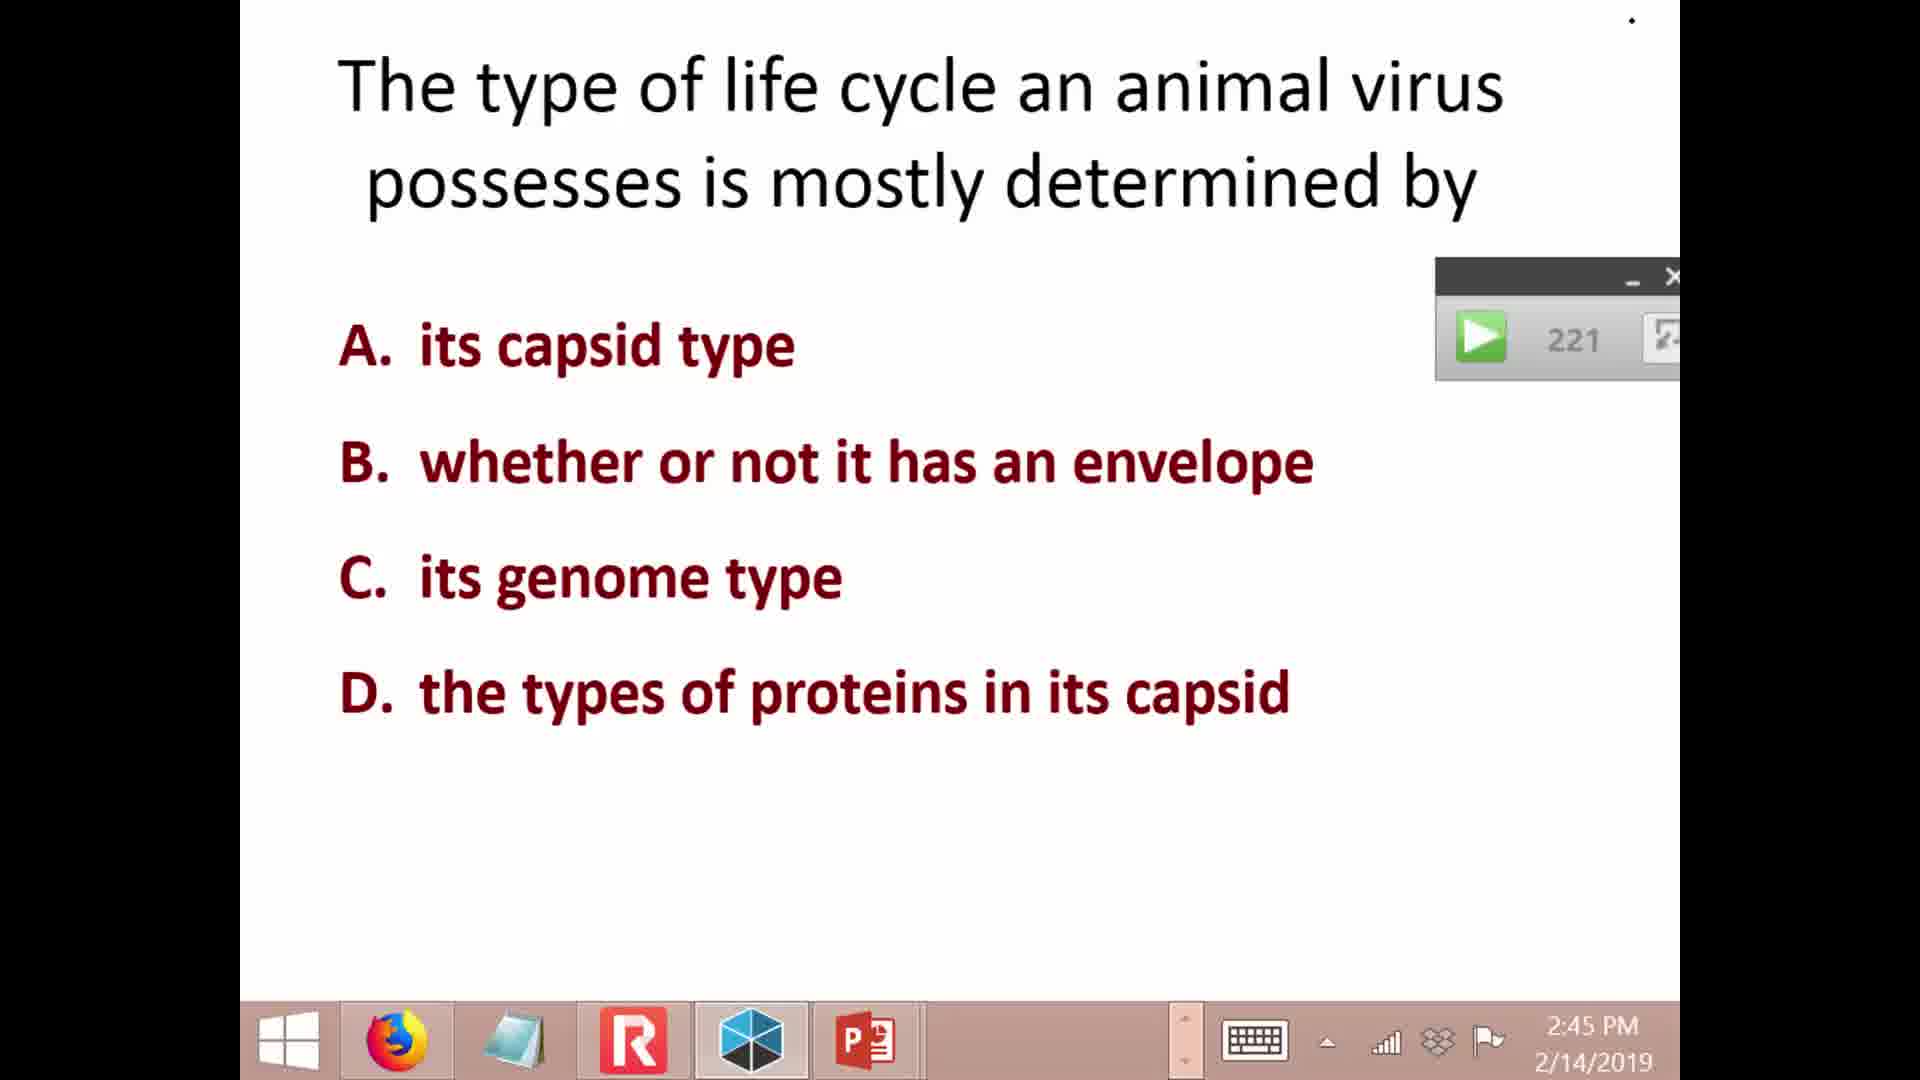 The type of life cycle an animal virus
possesses is mostly determined by
A. its capsid type
221
B. whether or not it has an envelope
C. its genome type
D. the types of proteins in its capsid
2:45 PM
2/14/2019